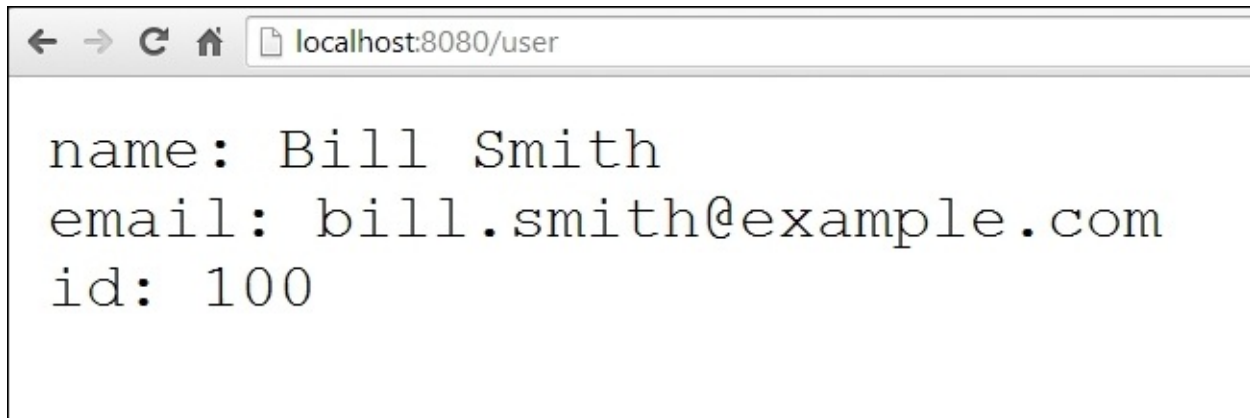 localhost:8080/user
name: Bill Smith
email: bill.smith@example.com
id: 100